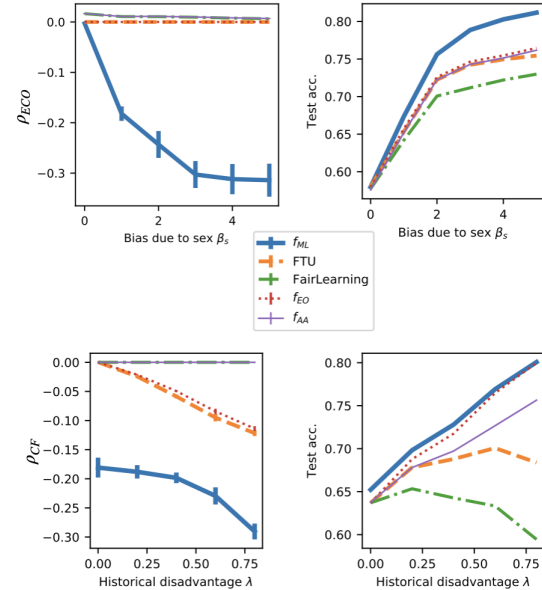 0.0
−0.1
−0.2
−0.3
ρECO
0
2
4
Bias due to sex βs
0.80
0.75
0.70
0.65
0.60
Test acc.
0
2
4
Bias due to sex βs
fML
FTU
FairLearning
fEO
fAA
0.00
−0.05
−0.10
−0.15
−0.20
−0.25
−0.30
ρCF
0.00
0.25
0.50
0.75
Historical disadvantage λ
0.80
0.75
0.70
0.65
0.60
Test acc.
0.00
0.25
0.50
0.75
Historical disadvantage λ